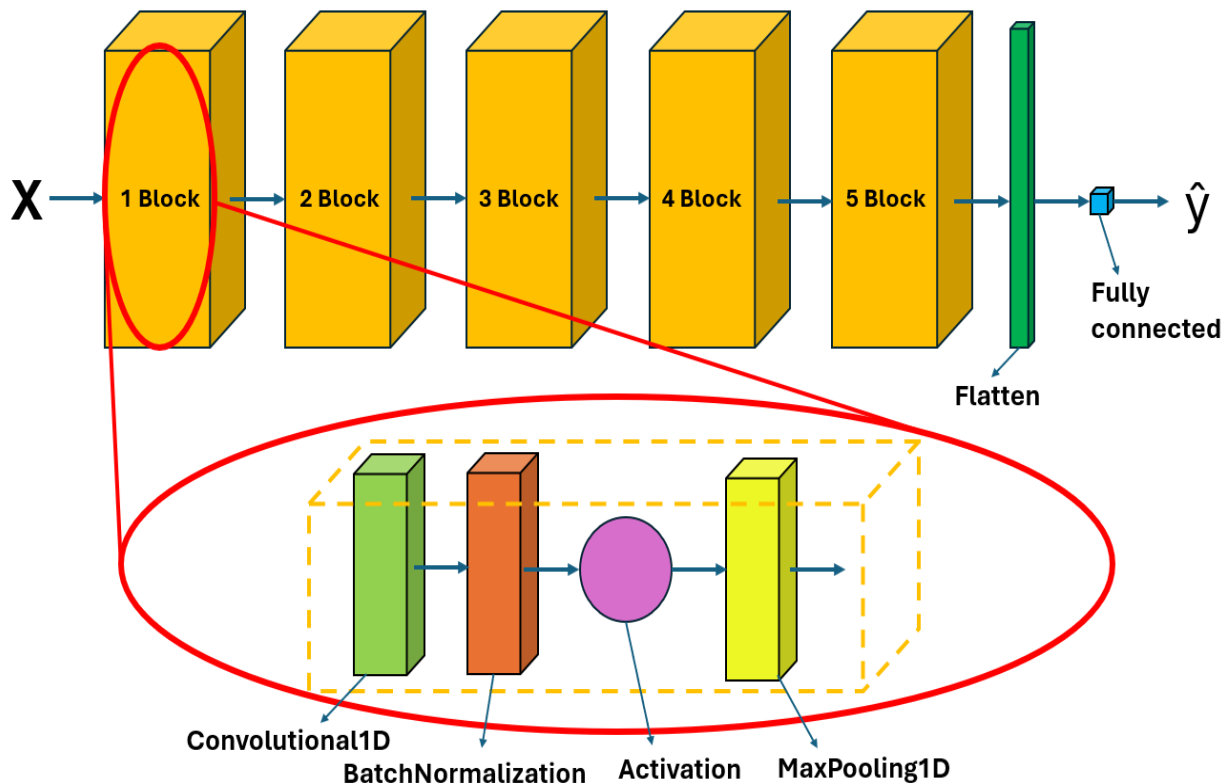 X
1 Block
2 Block
3 Block
4 Block
5 Block
ŷ
Fully
connected
Flatten
Convolutional1D
BatchNormalization
Activation
MaxPooling1D